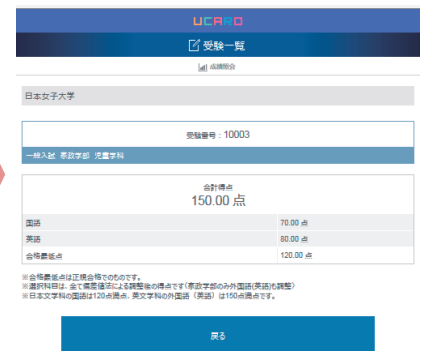 UCARO
受験一覧
成績照会
日本女子大学
受験番号：10003
一般入試 家政学部 児童学科
合計得点
150.00 点
国語 70.00 点
英語 80.00 点
合格最低点 120.00 点
※合格最低点は正規合格でのものです。
※選択科目は、全て偏差値法による調整後の得点です（家政学部のみ外国語(英語)も調整）
※日本文学科の国語は120点満点、英文学科の外国語（英語）は150点満点です。
戻る